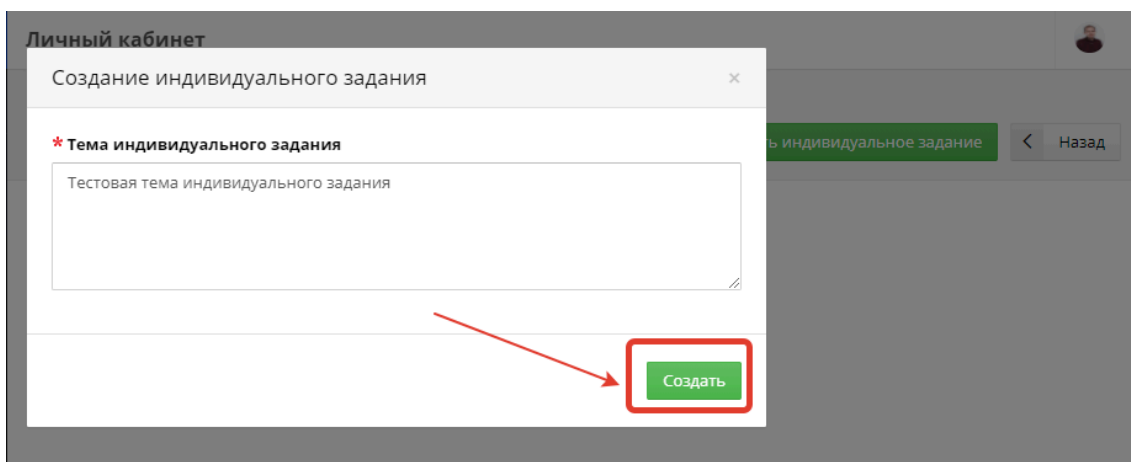 Личный кабинет
Создание индивидуального задания ×
* Тема индивидуального задания
Тестовая тема индивидуального задания
ь индивидуальное задание
Назад
Создать